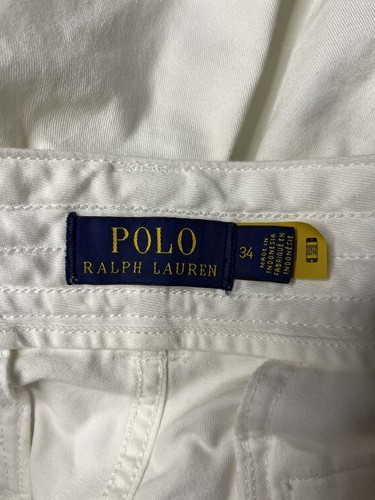 POLO
RALPH LAUREN
34
MADE IN
INDONESIA
FABRIQUÉ EN
INDONÉSIE